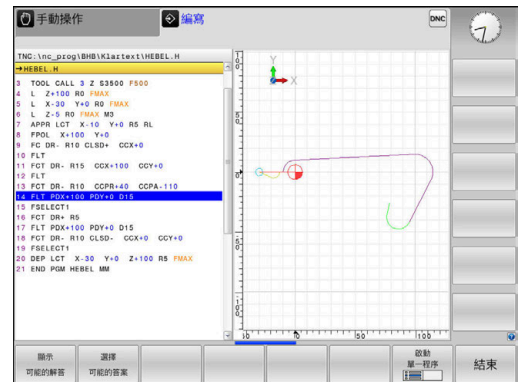 手動操作
編寫
DNC
TNC:\nc_prog\BHB\Klartext\HEBEL.H
→HEBEL.H
3 TOOL CALL 3 Z S3500 F500
4 L Z+100 R0 FMAX
5 L X-30 Y+0 R0 FMAX
6 L Z-5 R0 FMAX M3
7 APPR LCT X-10 Y+0 R5 RL
8 FPOL X+100 Y+0
9 FC DR- R10 CLSD+ CCX+0
10 FLT
11 FCT DR- R15 CCX+100 CCY+0
12 FLT
13 FCT DR- R10 CCPR+40 CCPA-110
14 FLT PDX+100 PDY+0 D15
15 FSELECT1
16 FCT DR+ R5
17 FLT PDX+100 PDY+0 D15
18 FCT DR- R10 CLSD- CCX+0 CCY+0
19 FSELECT1
20 DEP LCT X-30 Y+0 Z+100 R5 FMAX
21 END PGM HEBEL MM
Y
X
0
50
100
顯示
可能的解答
選擇
可能的答案
啟動
單一程序
結束